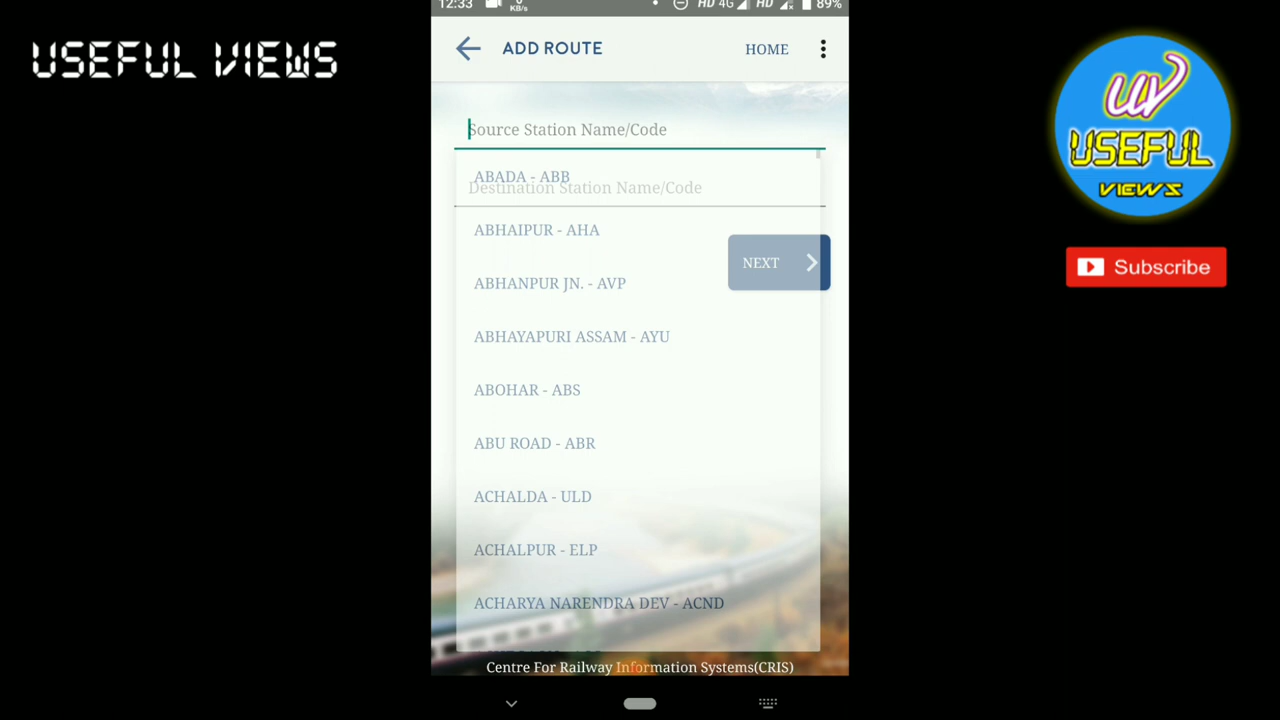 USEFUL VIEWS
12:33
KB/s
HD 4G
HD
89%
ADD ROUTE
HOME
Source Station Name/Code
ABADA - ABB
Destination Station Name/Code
ABHAIPUR - AHA
NEXT
ABHANPUR JN. - AVP
ABHAYAPURI ASSAM - AYU
ABOHAR - ABS
ABU ROAD - ABR
ACHALDA - ULD
ACHALPUR - ELP
ACHARYA NARENDRA DEV - ACND
Centre For Railway Information Systems(CRIS)
UV
USEFUL
VIEWS
Subscribe